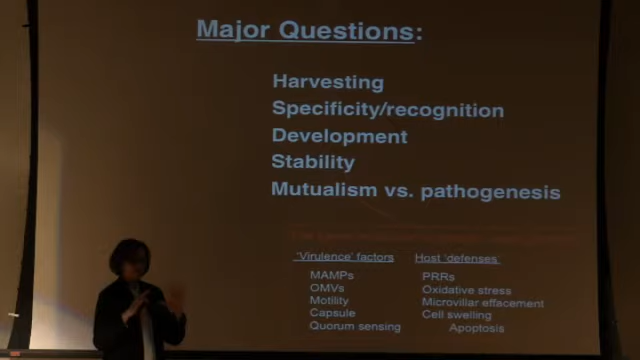 Major Questions:
Harvesting
Specificity/recognition
Development
Stability
Mutualism vs. pathogenesis
'Virulence' factors
MAMPs
OMVs
Motility
Capsule
Quorum sensing
Host 'defenses'
PRRs
Oxidative stress
Microvillar effacement
Cell swelling
Apoptosis